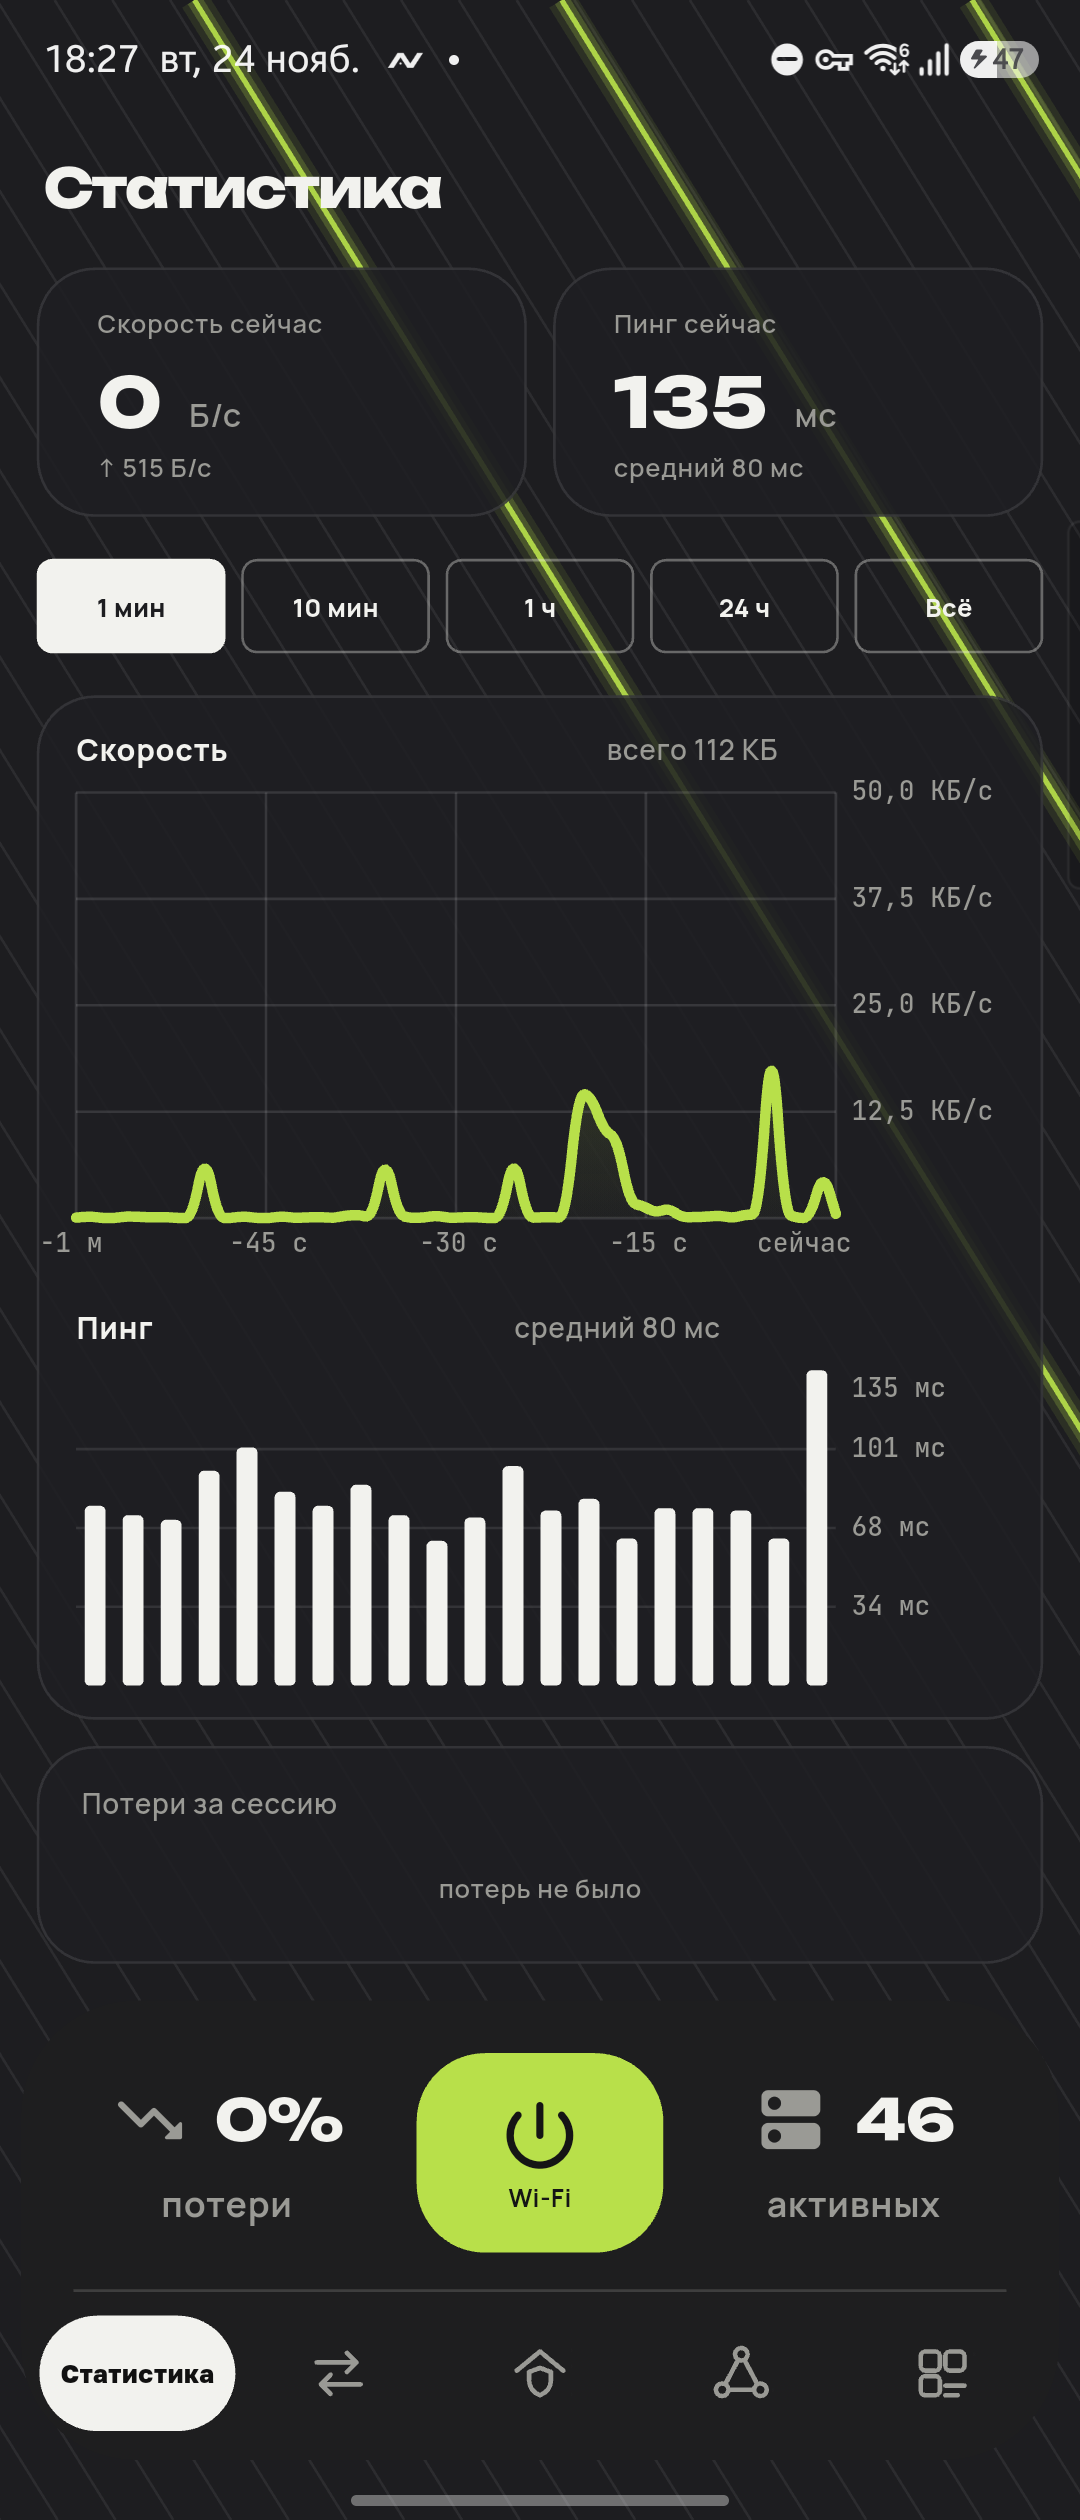 18:27 вт, 24 нояб.
6
47
Статистика
Скорость сейчас
0 Б/с
↑ 515 Б/с
Пинг сейчас
135 мс
средний 80 мс
1 мин
10 мин
1 ч
24 ч
Всё
Скорость
всего 112 КБ
50,0 КБ/с
37,5 КБ/с
25,0 КБ/с
12,5 КБ/с
-1 м
-45 с
-30 с
-15 с
сейчас
Пинг
средний 80 мс
135 мс
101 мс
68 мс
34 мс
Потери за сессию
потерь не было
0%
потери
Wi-Fi
46
активных
Статистика